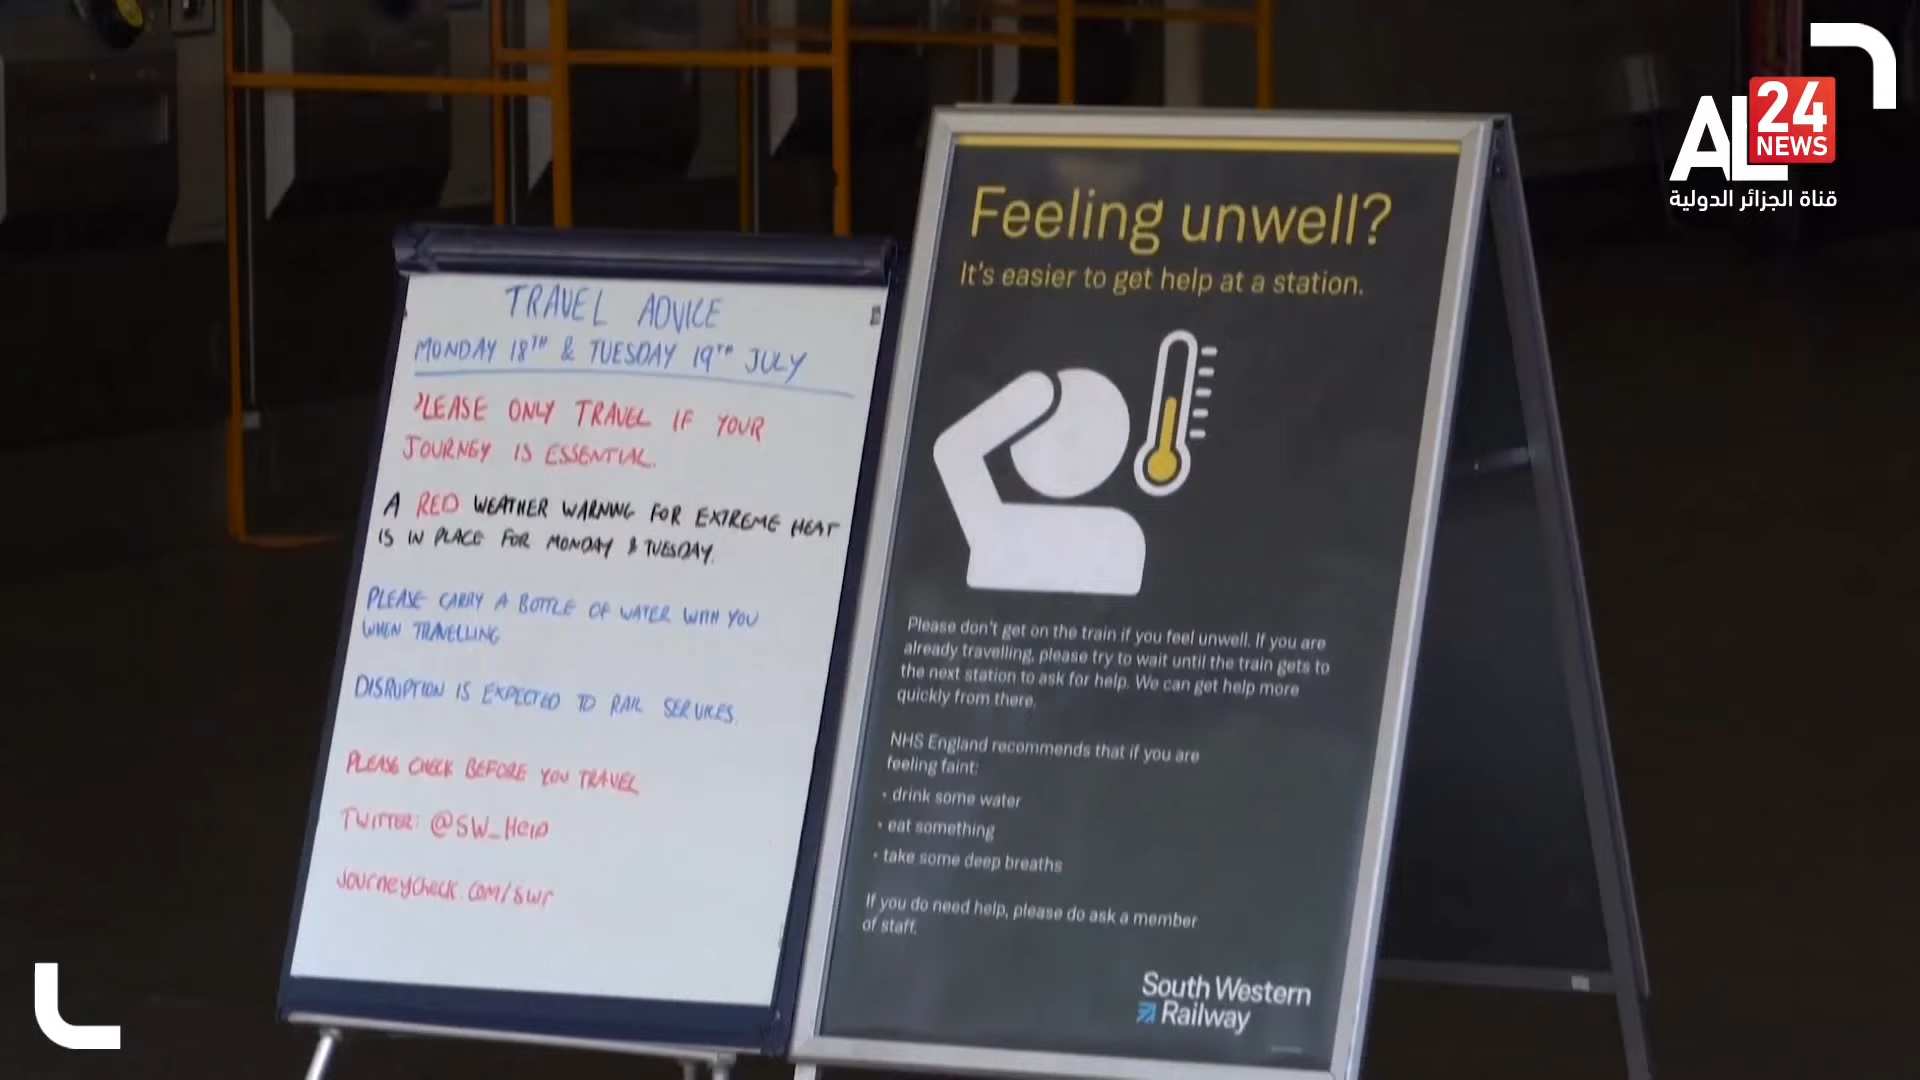 TRAVEL ADVICE
MONDAY 18TH & TUESDAY 19TH JULY
PLEASE ONLY TRAVEL IF YOUR
JOURNEY IS ESSENTIAL.
A RED WEATHER WARNING FOR EXTREME HEAT
IS IN PLACE FOR MONDAY & TUESDAY.
PLEASE CARRY A BOTTLE OF WATER WITH YOU
WHEN TRAVELLING
DISRUPTION IS EXPECTED TO RAIL SERVICES.
PLEASE CHECK BEFORE YOU TRAVEL
TWITTER: @SW_Help
journeycheck.com/swr
Feeling unwell?
It's easier to get help at a station.
Please don't get on the train if you feel unwell. If you are
already travelling, please try to wait until the train gets to
the next station to ask for help. We can get help more
quickly from there.
NHS England recommends that if you are
feeling faint:
• drink some water
• eat something
• take some deep breaths
If you do need help, please do ask a member
of staff.
South Western
Railway
AL
24
NEWS
قناة الجزائر الدولية